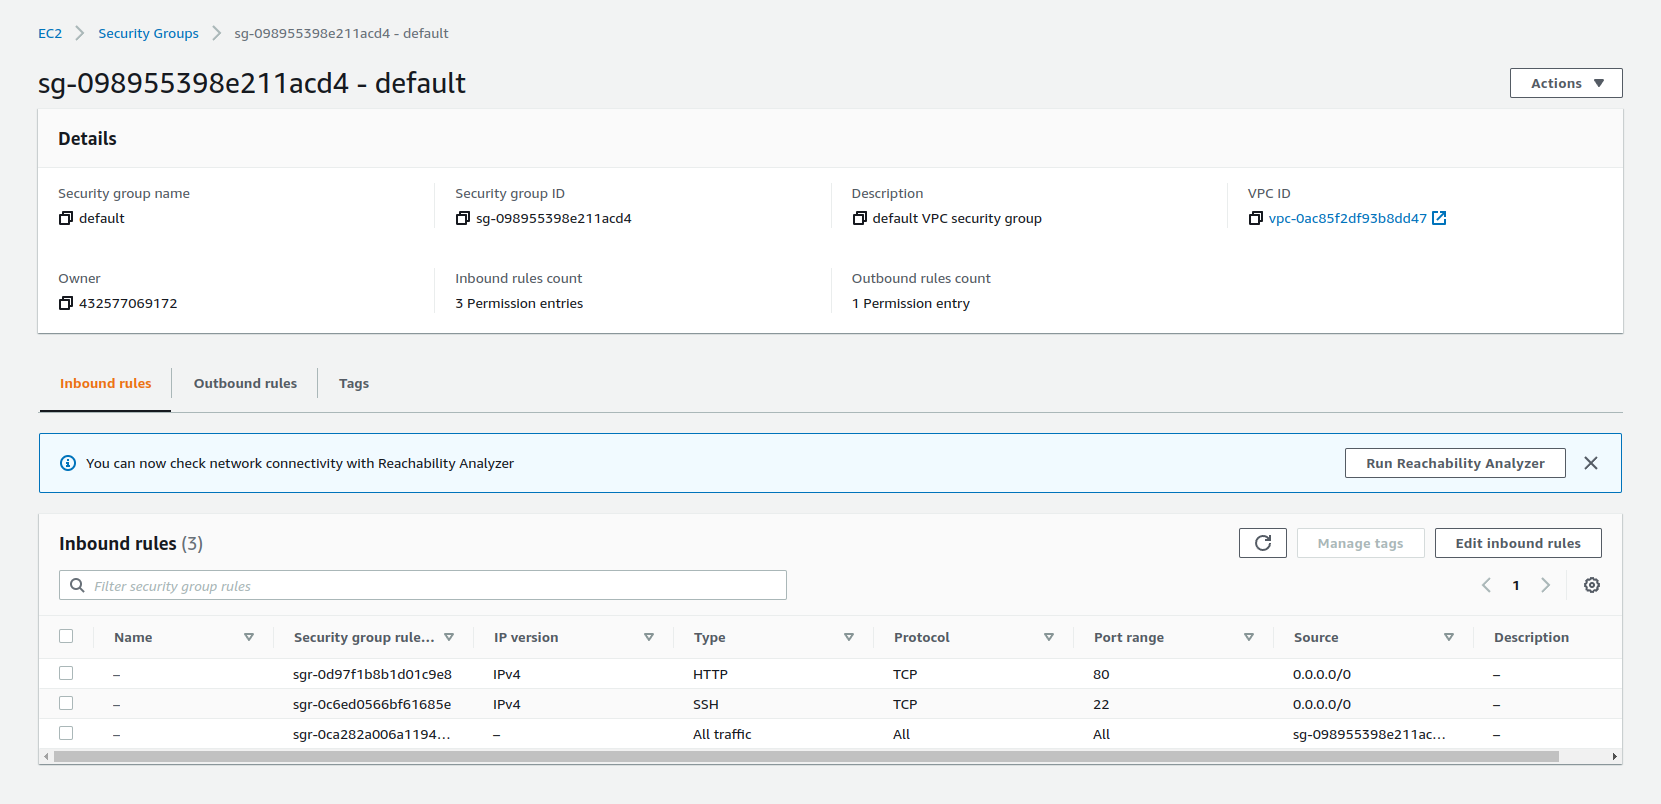 EC2 Security Groups sg-098955398e211acd4 - default
sg-098955398e211acd4 - default
Actions
Details
Security group name
default
Security group ID
sg-098955398e211acd4
Description
default VPC security group
VPC ID
vpc-0ac85f2df93b8dd47
Owner
432577069172
Inbound rules count
3 Permission entries
Outbound rules count
1 Permission entry
Inbound rules Outbound rules Tags
You can now check network connectivity with Reachability Analyzer
Run Reachability Analyzer
Inbound rules (3)
Manage tags
Edit inbound rules
Filter security group rules
1
Name Security group rule... IP version Type Protocol Port range Source Description
– sgr-0d97f1b8b1d01c9e8 IPv4 HTTP TCP 80 0.0.0.0/0 –
– sgr-0c6ed0566bf61685e IPv4 SSH TCP 22 0.0.0.0/0 –
– sgr-0ca282a006a1194... – All traffic All All sg-098955398e211ac... –